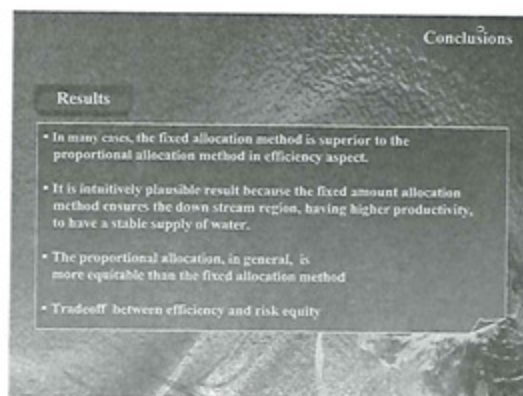 Conclusions
Results
▪ In many cases, the fixed allocation method is superior to the
proportional allocation method in efficiency aspect.
▪ It is intuitively plausible result because the fixed amount allocation
method ensures the down stream region, having higher productivity,
to have a stable supply of water.
▪ The proportional allocation, in general, is
more equitable than the fixed allocation method
▪ Tradeoff between efficiency and risk equity